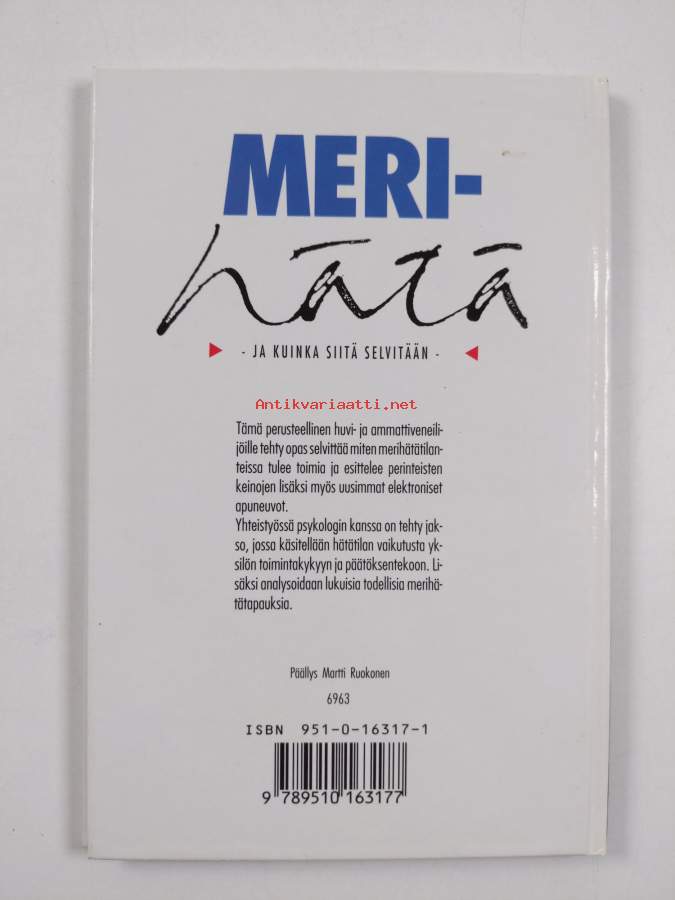 MERI-
hätä
- JA KUINKA SIITÄ SELVITÄÄN -
Antikvariaatti.net
Tämä perusteellinen huvi- ja ammattiveneili-
jöille tehty opas selvittää miten merihätätilan-
teissa tulee toimia ja esittelee perinteisten
keinojen lisäksi myös uusimmat elektroniset
apuneuvot.
Yhteistyössä psykologin kanssa on tehty jak-
so, jossa käsitellään hätätilan vaikutusta yk-
silön toimintakykyyn ja päätöksentekoon. Li-
säksi analysoidaan lukuisia todellisia merihä-
tätapauksia.
Päällys Martti Ruokonen
6963
ISBN 951-0-16317-1
9 789510 163177